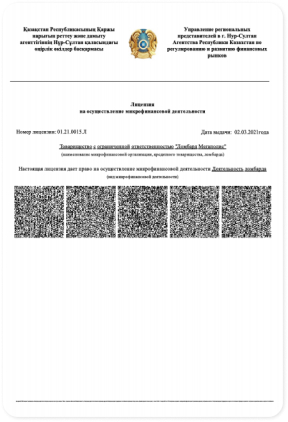 Қазақстан Республикасының Қаржы
нарығын реттеу және дамыту
агенттігінің Нұр-Сұлтан қаласындағы
өңірлік өкілдер басқармасы
Управление региональных
представителей в г. Нур-Султан
Агентства Республики Казахстан по
регулированию и развитию финансовых
рынков
Лицензия
на осуществление микрофинансовой деятельности
Номер лицензии: 01.21.0015.Л
Дата выдачи: 02.03.2021года
Товарищество с ограниченной ответственностью "Ломбард
(наименование микрофинансовой организации, кредитного товарищества, ломбарда)
Настоящая лицензия дает право на осуществление микрофинансовой деятельности Деятельность ломбарда
(вид микрофинансовой деятельности)